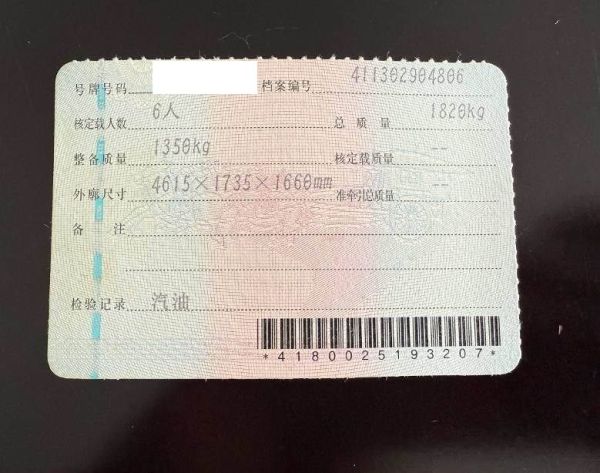 号牌号码 档案编号 411302904806
核定载人数 6人 总质量 1820kg
整备质量 1350kg 核定载质量 --
外廓尺寸 4615×1735×1660mm 准牵引总质量 --
备注
检验记录 汽油
*4180025193207*